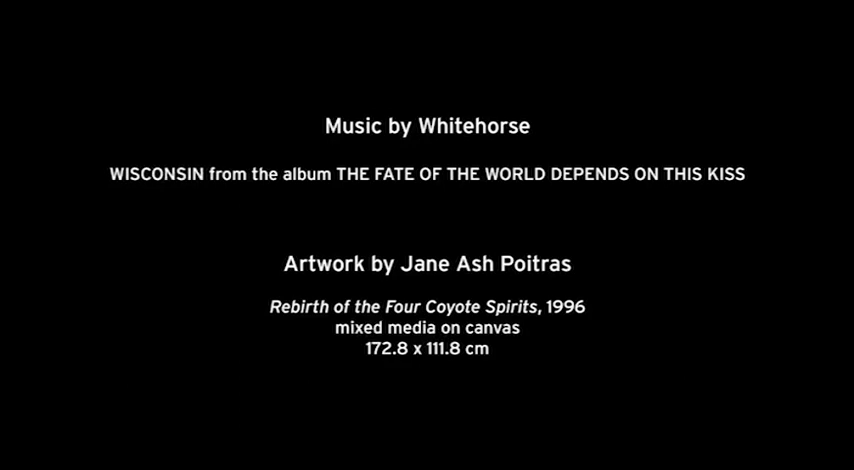 Music by Whitehorse
WISCONSIN from the album THE FATE OF THE WORLD DEPENDS ON THIS KISS
Artwork by Jane Ash Poitras
Rebirth of the Four Coyote Spirits, 1996
mixed media on canvas
172.8 x 111.8 cm